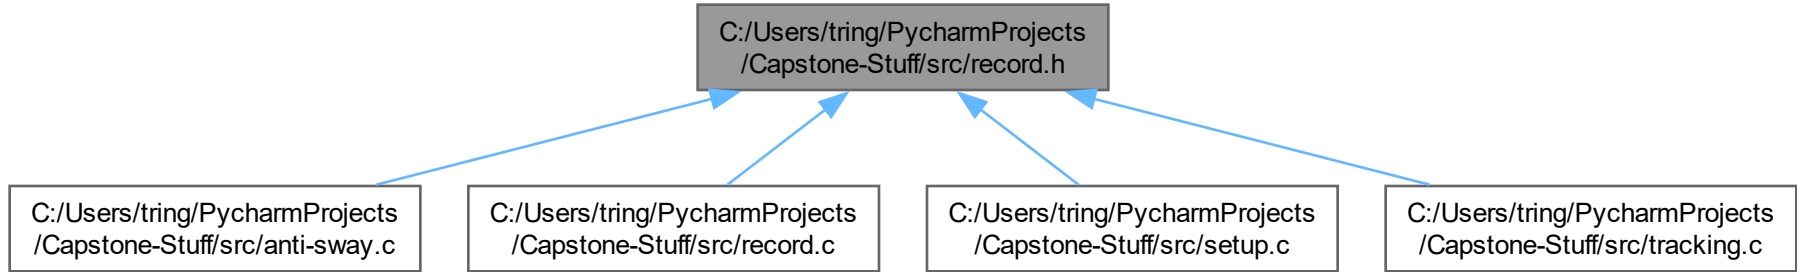 C:/Users/tring/PycharmProjects
/Capstone-Stuff/src/record.h
C:/Users/tring/PycharmProjects
/Capstone-Stuff/src/anti-sway.c
C:/Users/tring/PycharmProjects
/Capstone-Stuff/src/record.c
C:/Users/tring/PycharmProjects
/Capstone-Stuff/src/setup.c
C:/Users/tring/PycharmProjects
/Capstone-Stuff/src/tracking.c